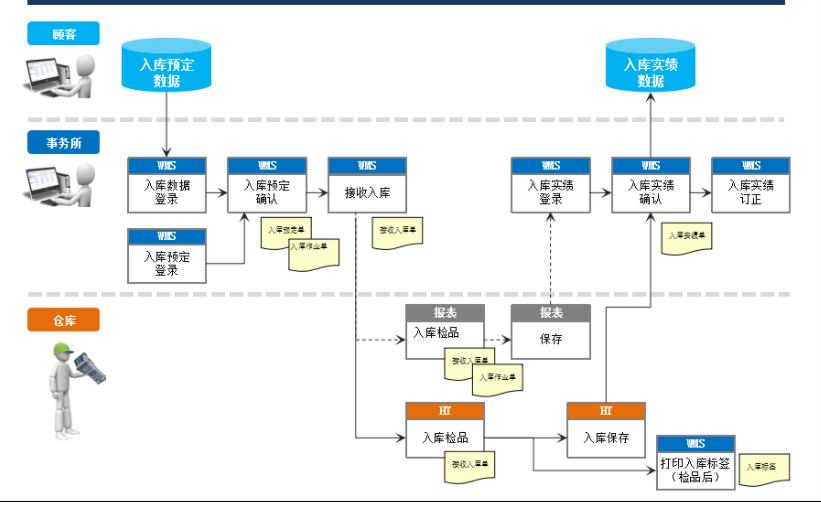 顾客
入库预定
数据
入库实绩
数据
事务所
WMS
入库数据
登录
WMS
入库预定
确认
WMS
接收入库
WMS
入库实绩
登录
WMS
入库实绩
确认
WMS
入库实绩
订正
入库预定单
入库作业单
接收入库单
入库实绩单
WMS
入库预定
登录
仓库
报表
入库检品
报表
保存
接收入库单
入库作业单
HT
入库检品
HT
入库保存
接收入库单
WMS
打印入库标签
（检品后）
入库标签